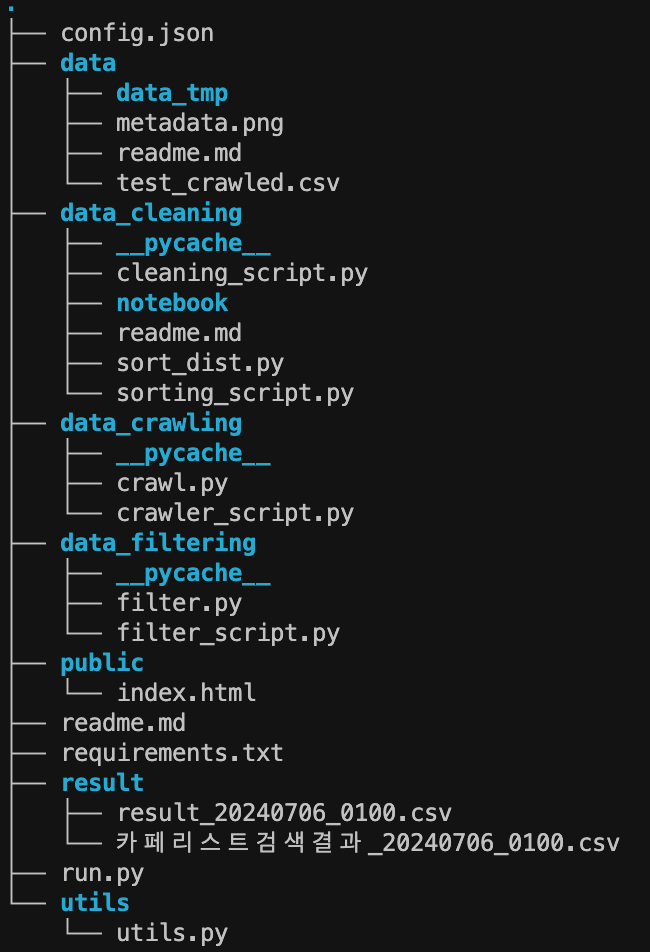 .
├── config.json
├── data
│   ├── data_tmp
│   ├── metadata.png
│   ├── readme.md
│   └── test_crawled.csv
├── data_cleaning
│   ├── __pycache__
│   ├── cleaning_script.py
│   ├── notebook
│   ├── readme.md
│   ├── sort_dist.py
│   └── sorting_script.py
├── data_crawling
│   ├── __pycache__
│   ├── crawl.py
│   └── crawler_script.py
├── data_filtering
│   ├── __pycache__
│   ├── filter.py
│   └── filter_script.py
├── public
│   └── index.html
├── readme.md
├── requirements.txt
├── result
│   ├── result_20240706_0100.csv
│   └── 카페리스트검색결과_20240706_0100.csv
├── run.py
└── utils
    └── utils.py